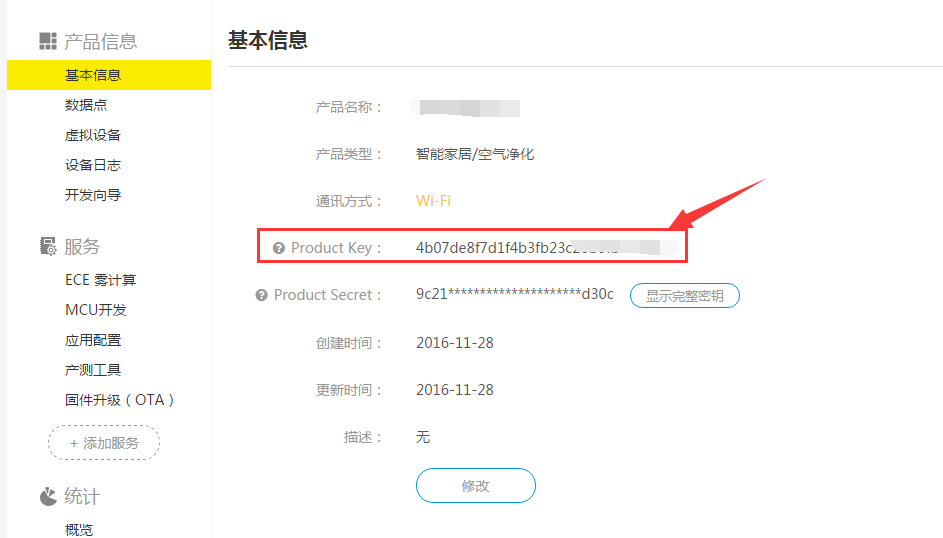 产品信息
基本信息
数据点
虚拟设备
设备日志
开发向导
服务
ECE 雾计算
MCU开发
应用配置
产测工具
固件升级（OTA）
+ 添加服务
统计
概览
基本信息
产品名称：
产品类型： 智能家居/空气净化
通讯方式： Wi-Fi
Product Key： 4b07de8f7d1f4b3fb23c
Product Secret： 9c21*********************d30c 显示完整密钥
创建时间： 2016-11-28
更新时间： 2016-11-28
描述： 无
修改